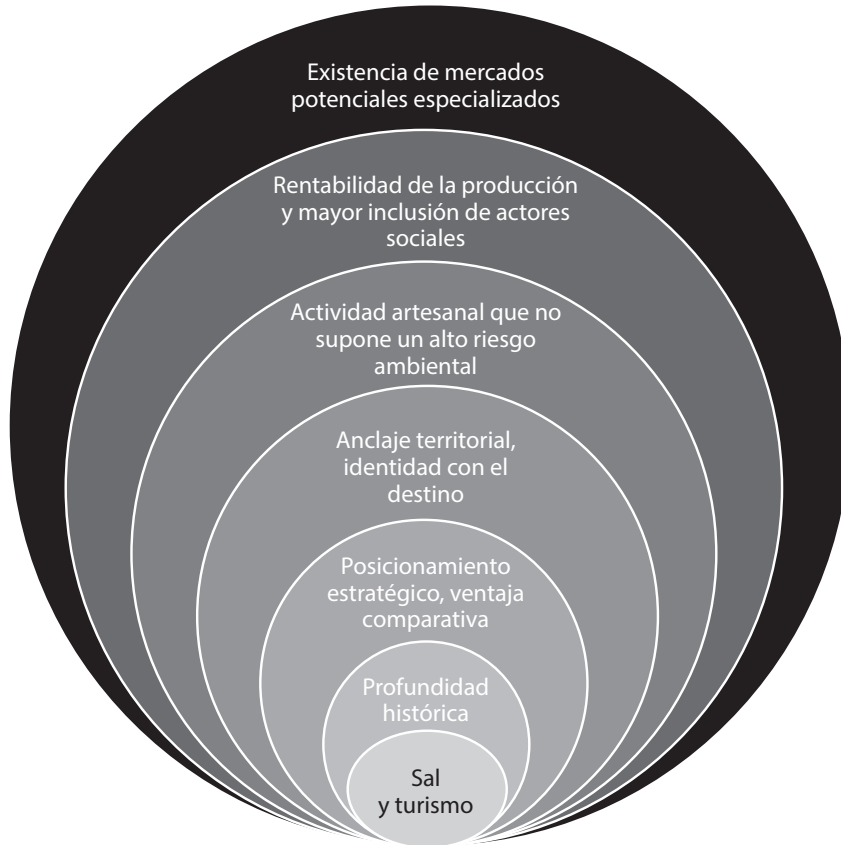 Existencia de mercados
potenciales especializados
Rentabilidad de la producción
y mayor inclusión de actores
sociales
Actividad artesanal que no
supone un alto riesgo
ambiental
Anclaje territorial,
identidad con el
destino
Posicionamiento
estratégico, ventaja
comparativa
Profundidad
histórica
Sal
y turismo